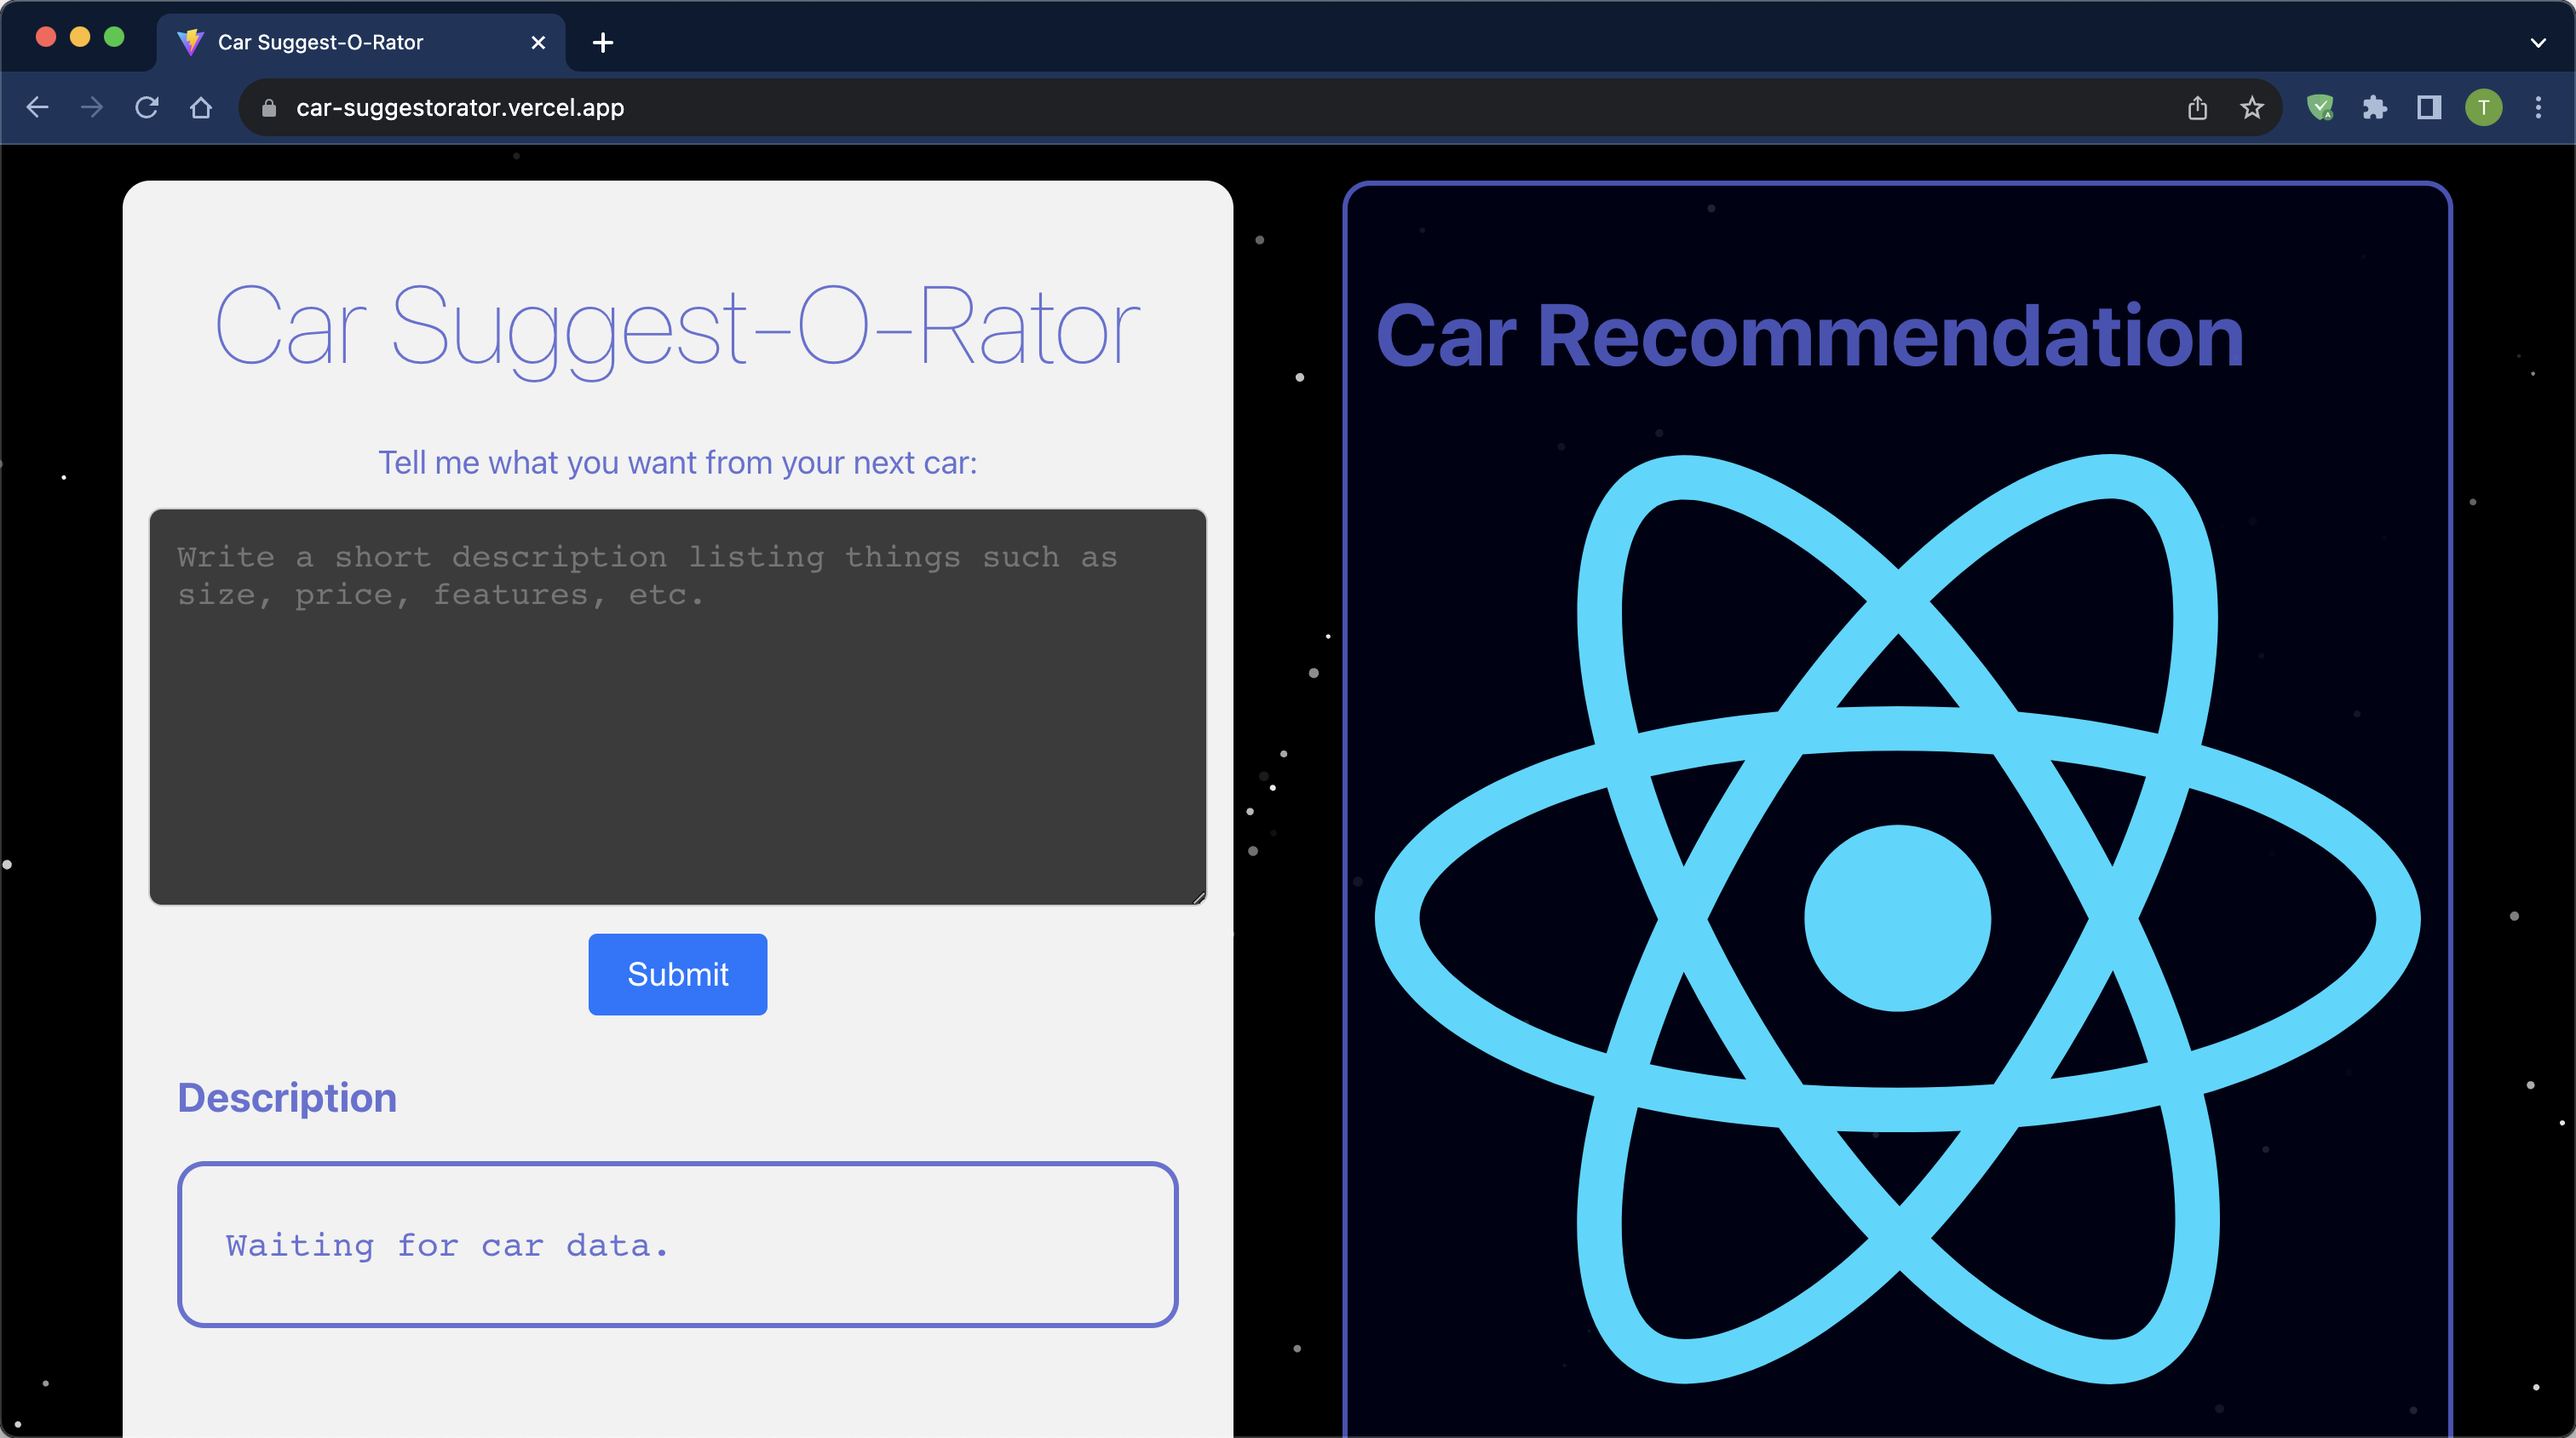 Car Suggest-O-Rator
car-suggestorator.vercel.app
T
Car Suggest-O-Rator
Tell me what you want from your next car:
Write a short description listing things such as
size, price, features, etc.
Submit
Description
Waiting for car data.
Car Recommendation